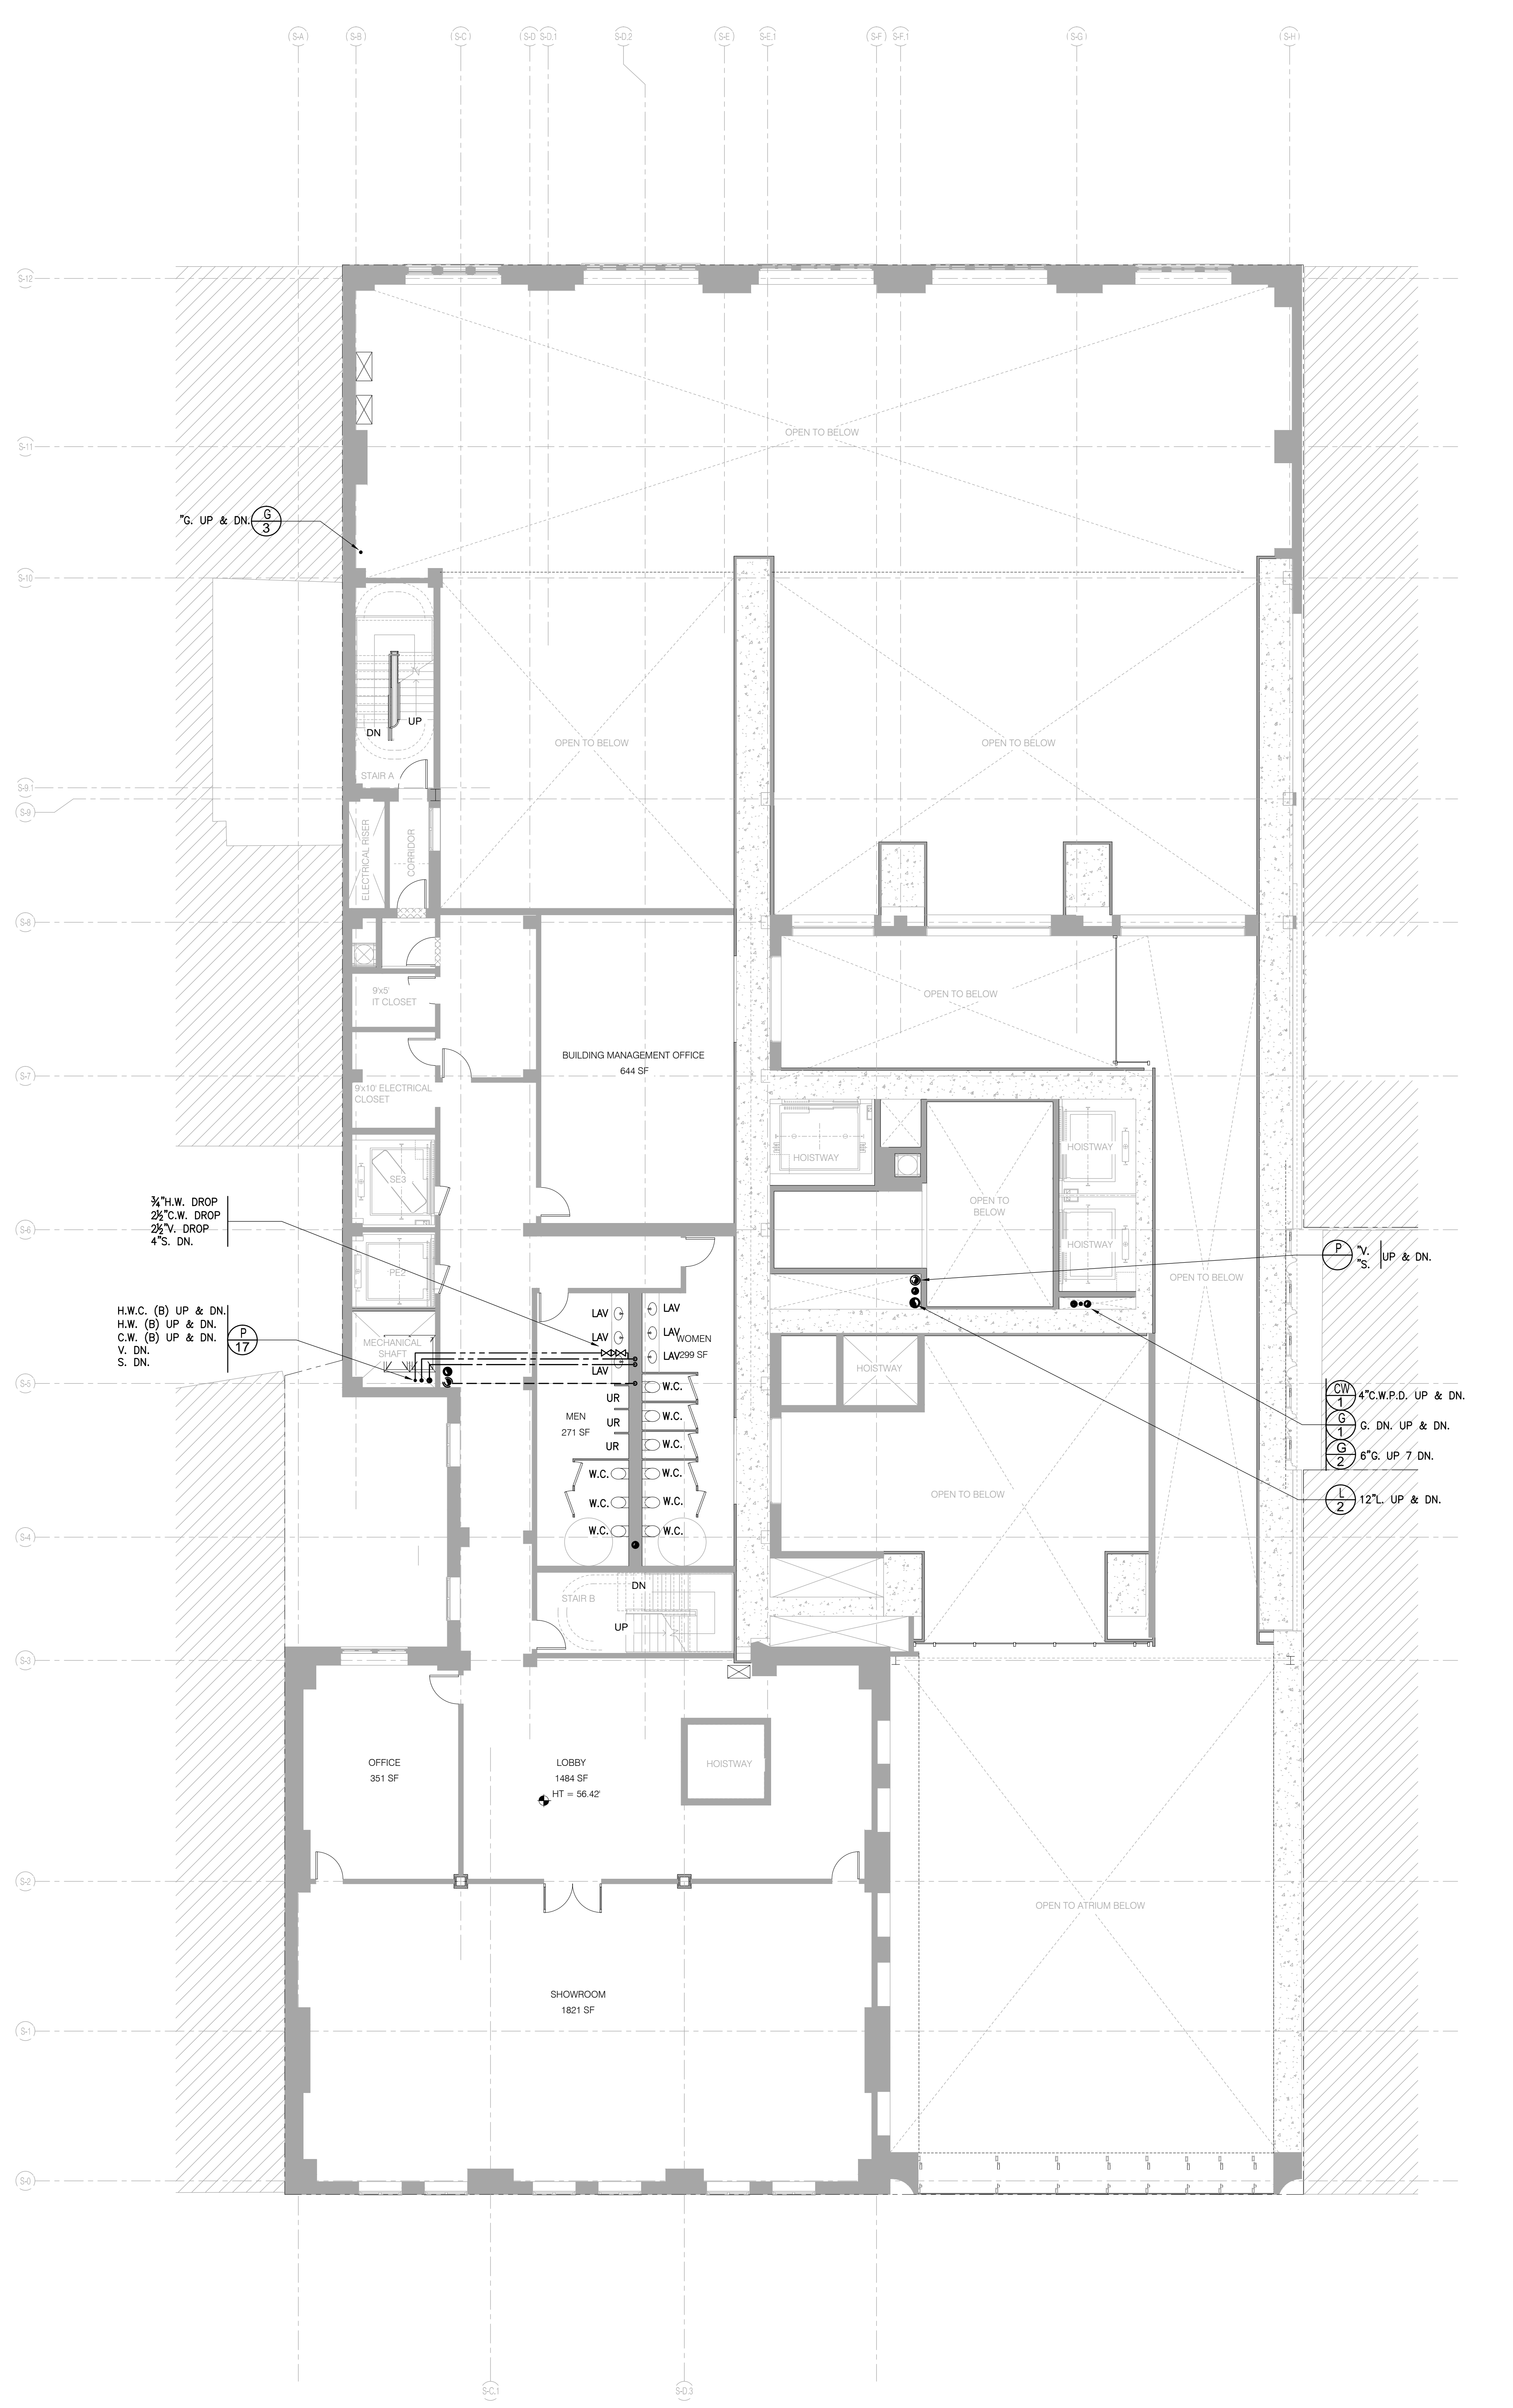 S-A
S-B
S-C
S-D
S-D.1
S-D.2
S-E
S-E.1
S-F
S-F.1
S-G
S-H
S-12
OPEN TO BELOW
S-11
"G. UP & DN.
G
3
S-10
DN
UP
OPEN TO BELOW
OPEN TO BELOW
STAIR A
S-9.1
S-9
ELECTRICAL RISER
CORRIDOR
S-8
9'x5'
IT CLOSET
OPEN TO BELOW
BUILDING MANAGEMENT OFFICE
644 SF
S-7
9'x10' ELECTRICAL
CLOSET
HOISTWAY
HOISTWAY
SE3
OPEN TO
BELOW
¾"H.W. DROP
2½"C.W. DROP
2½"V. DROP
4"S. DN.
S-6
HOISTWAY
P
"V.
"S.
UP & DN.
PE2
OPEN TO BELOW
H.W.C. (B) UP & DN.
H.W. (B) UP & DN.
C.W. (B) UP & DN.
V. DN.
S. DN.
P
17
MECHANICAL
SHAFT
LAV
LAV
LAV
LAV
LAV
LAV
WOMEN
299 SF
HOISTWAY
S-5
W.C.
UR
W.C.
UR
W.C.
UR
MEN
271 SF
W.C.
W.C.
W.C.
W.C.
W.C.
W.C.
CW
1
4"C.W.P.D. UP & DN.
G
1
G. DN. UP & DN.
G
2
6"G. UP 7 DN.
L
2
12"L. UP & DN.
OPEN TO BELOW
S-4
DN
STAIR B
UP
S-3
OFFICE
351 SF
LOBBY
1484 SF
HT = 56.42'
HOISTWAY
S-2
OPEN TO ATRIUM BELOW
SHOWROOM
1821 SF
S-1
S-0
S-C.1
S-D.3